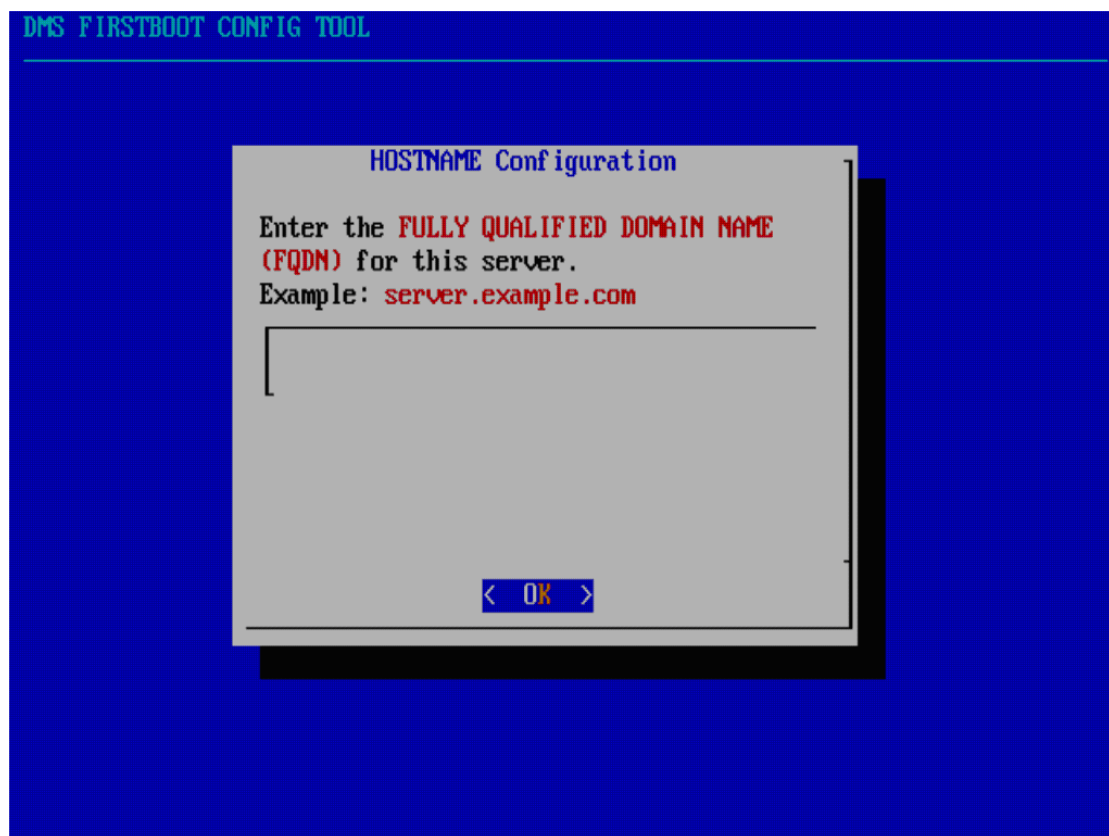 DMS FIRSTBOOT CONFIG TOOL
HOSTNAME Configuration
Enter the FULLY QUALIFIED DOMAIN NAME
(FQDN) for this server.
Example: server.example.com
< OK >